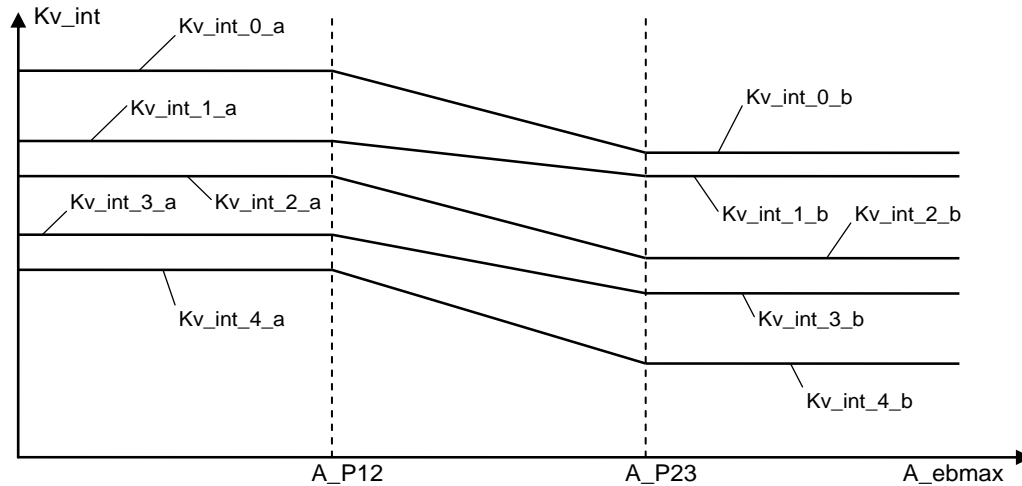 Kv_int
Kv_int_0_a
Kv_int_0_b
Kv_int_1_a
Kv_int_3_a
Kv_int_2_a
Kv_int_1_b
Kv_int_2_b
Kv_int_4_a
Kv_int_3_b
Kv_int_4_b
A_P12
A_P23
A_ebmax